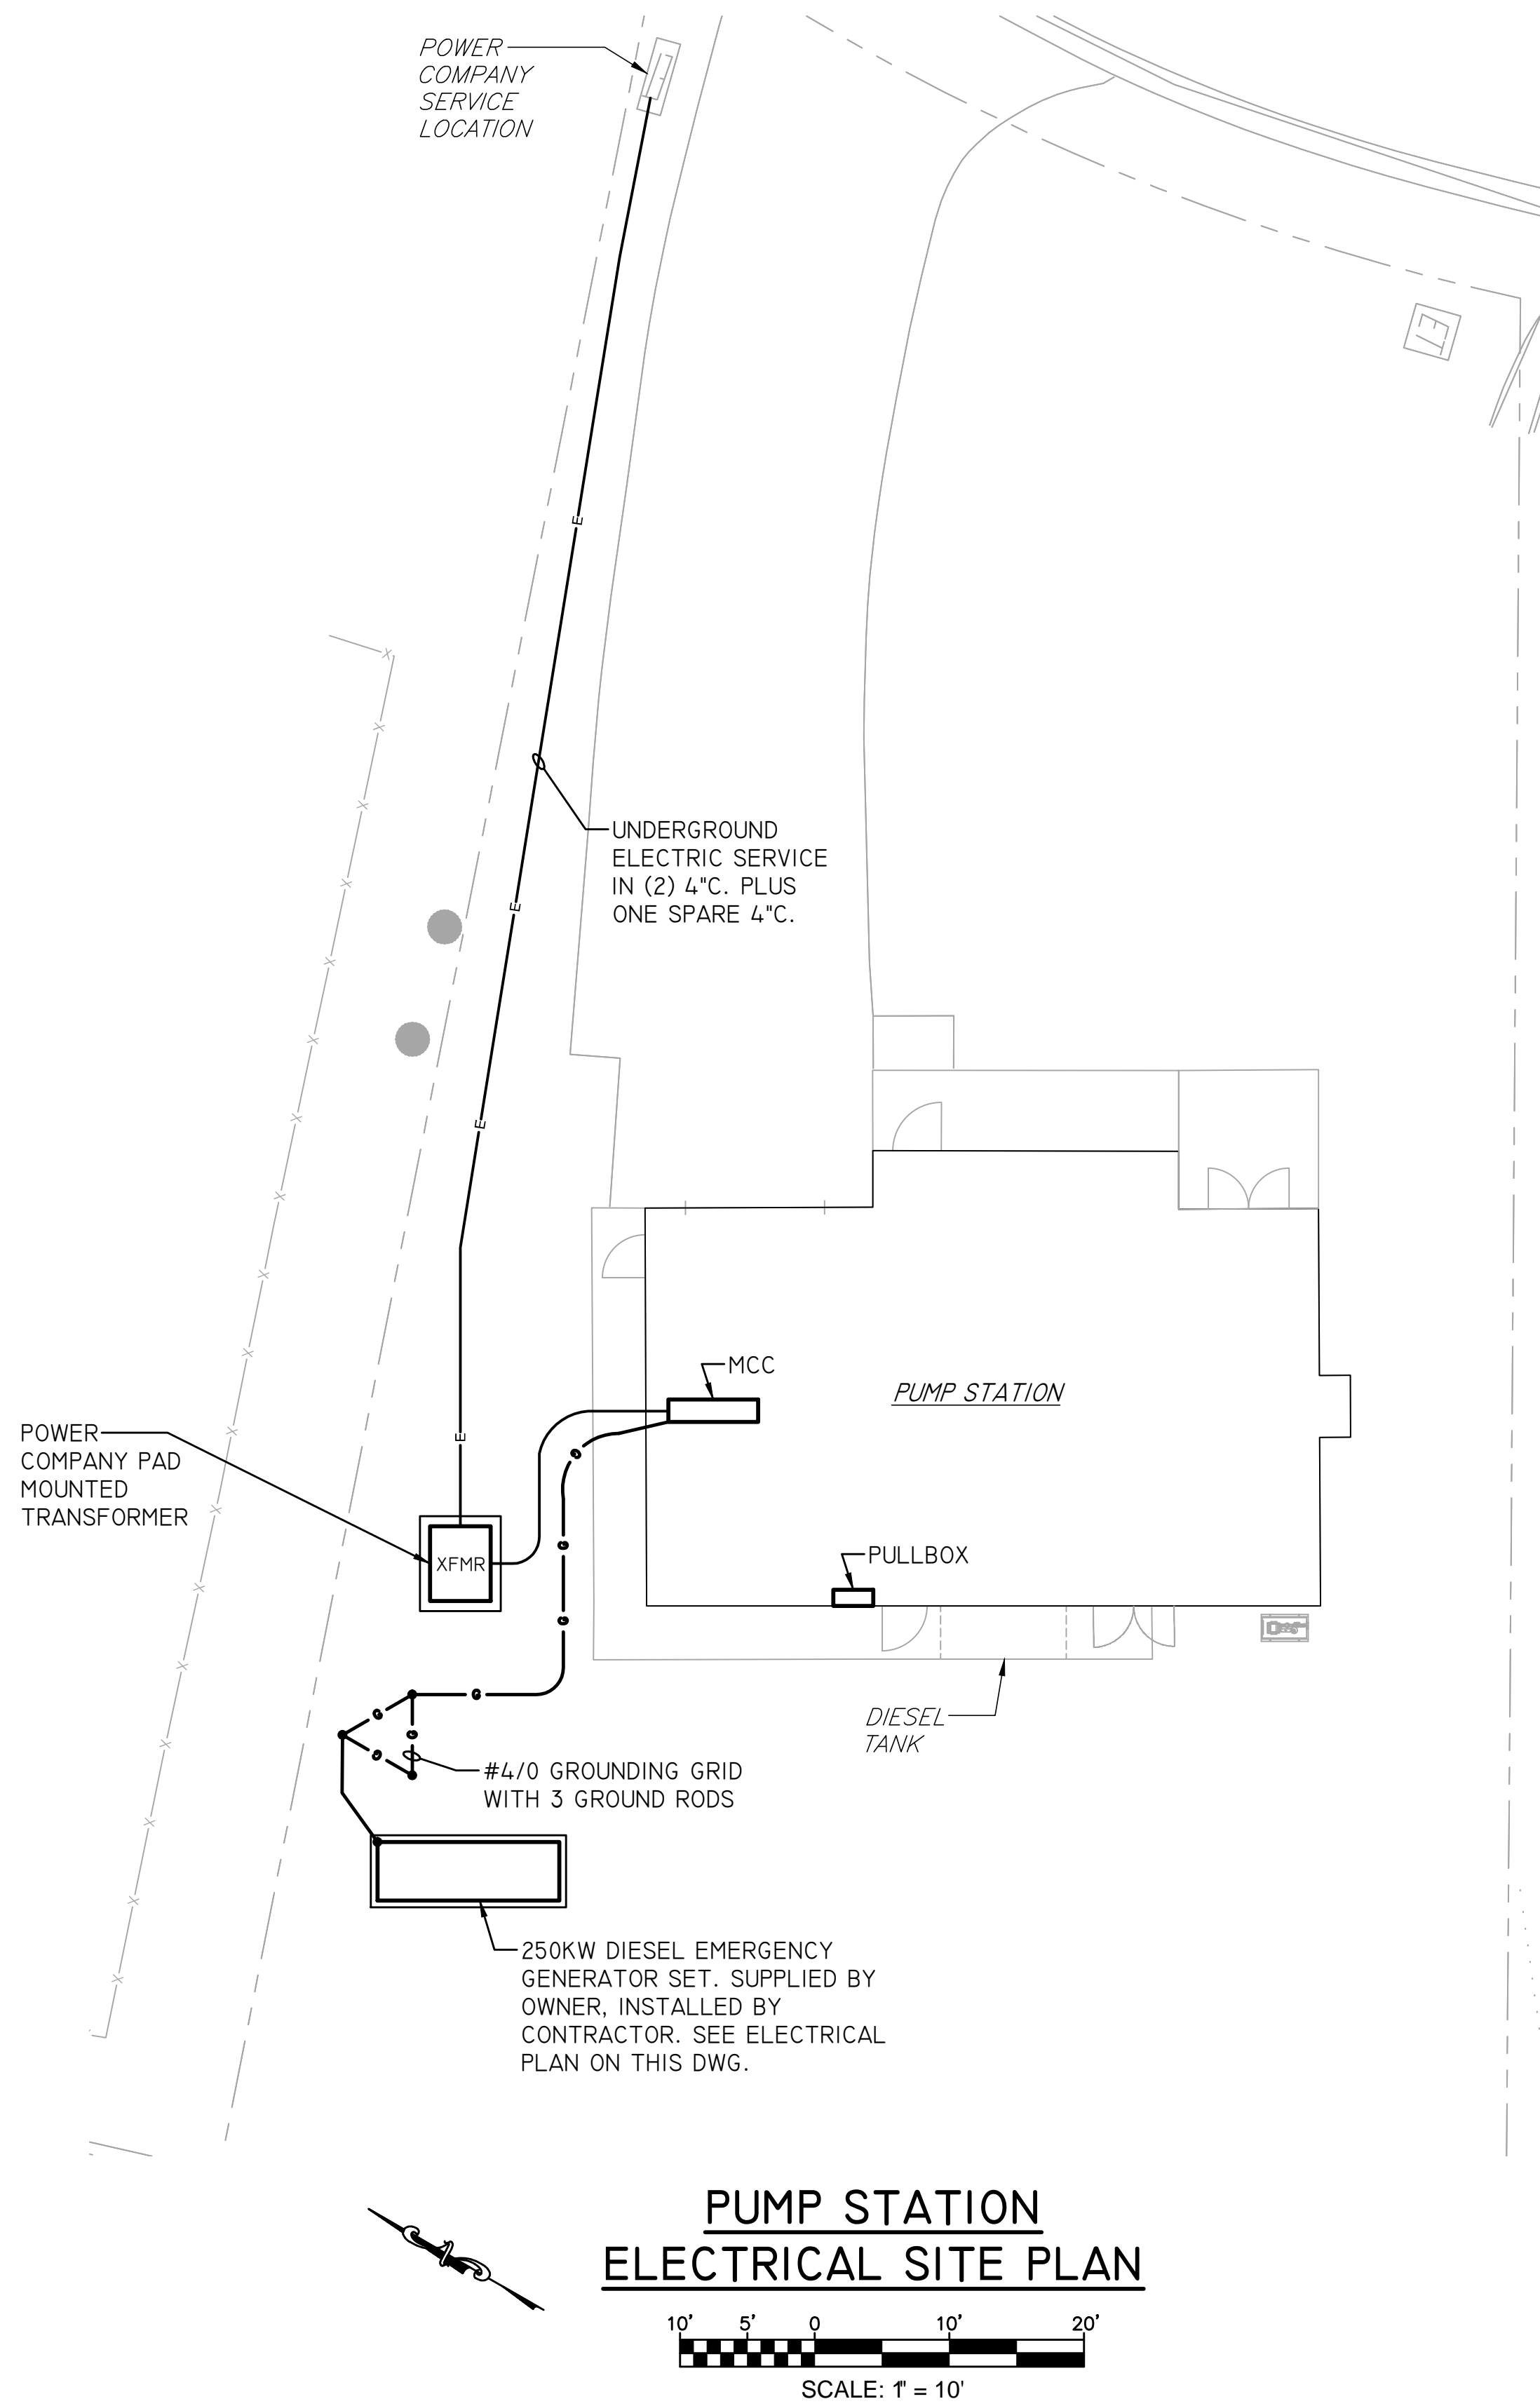 POWER
COMPANY
SERVICE
LOCATION
E
E
UNDERGROUND
ELECTRIC SERVICE
IN (2) 4"C. PLUS
ONE SPARE 4"C.
E
E
MCC
PUMP STATION
E
G
POWER
COMPANY PAD
MOUNTED
TRANSFORMER
XFMR
G
PULLBOX
G
G
G
G
G
DIESEL
TANK
#4/0 GROUNDING GRID
WITH 3 GROUND RODS
250KW DIESEL EMERGENCY
GENERATOR SET. SUPPLIED BY
OWNER, INSTALLED BY
CONTRACTOR. SEE ELECTRICAL
PLAN ON THIS DWG.
PUMP STATION
ELECTRICAL SITE PLAN
10' 5' 0 10' 20'
SCALE: 1" = 10'